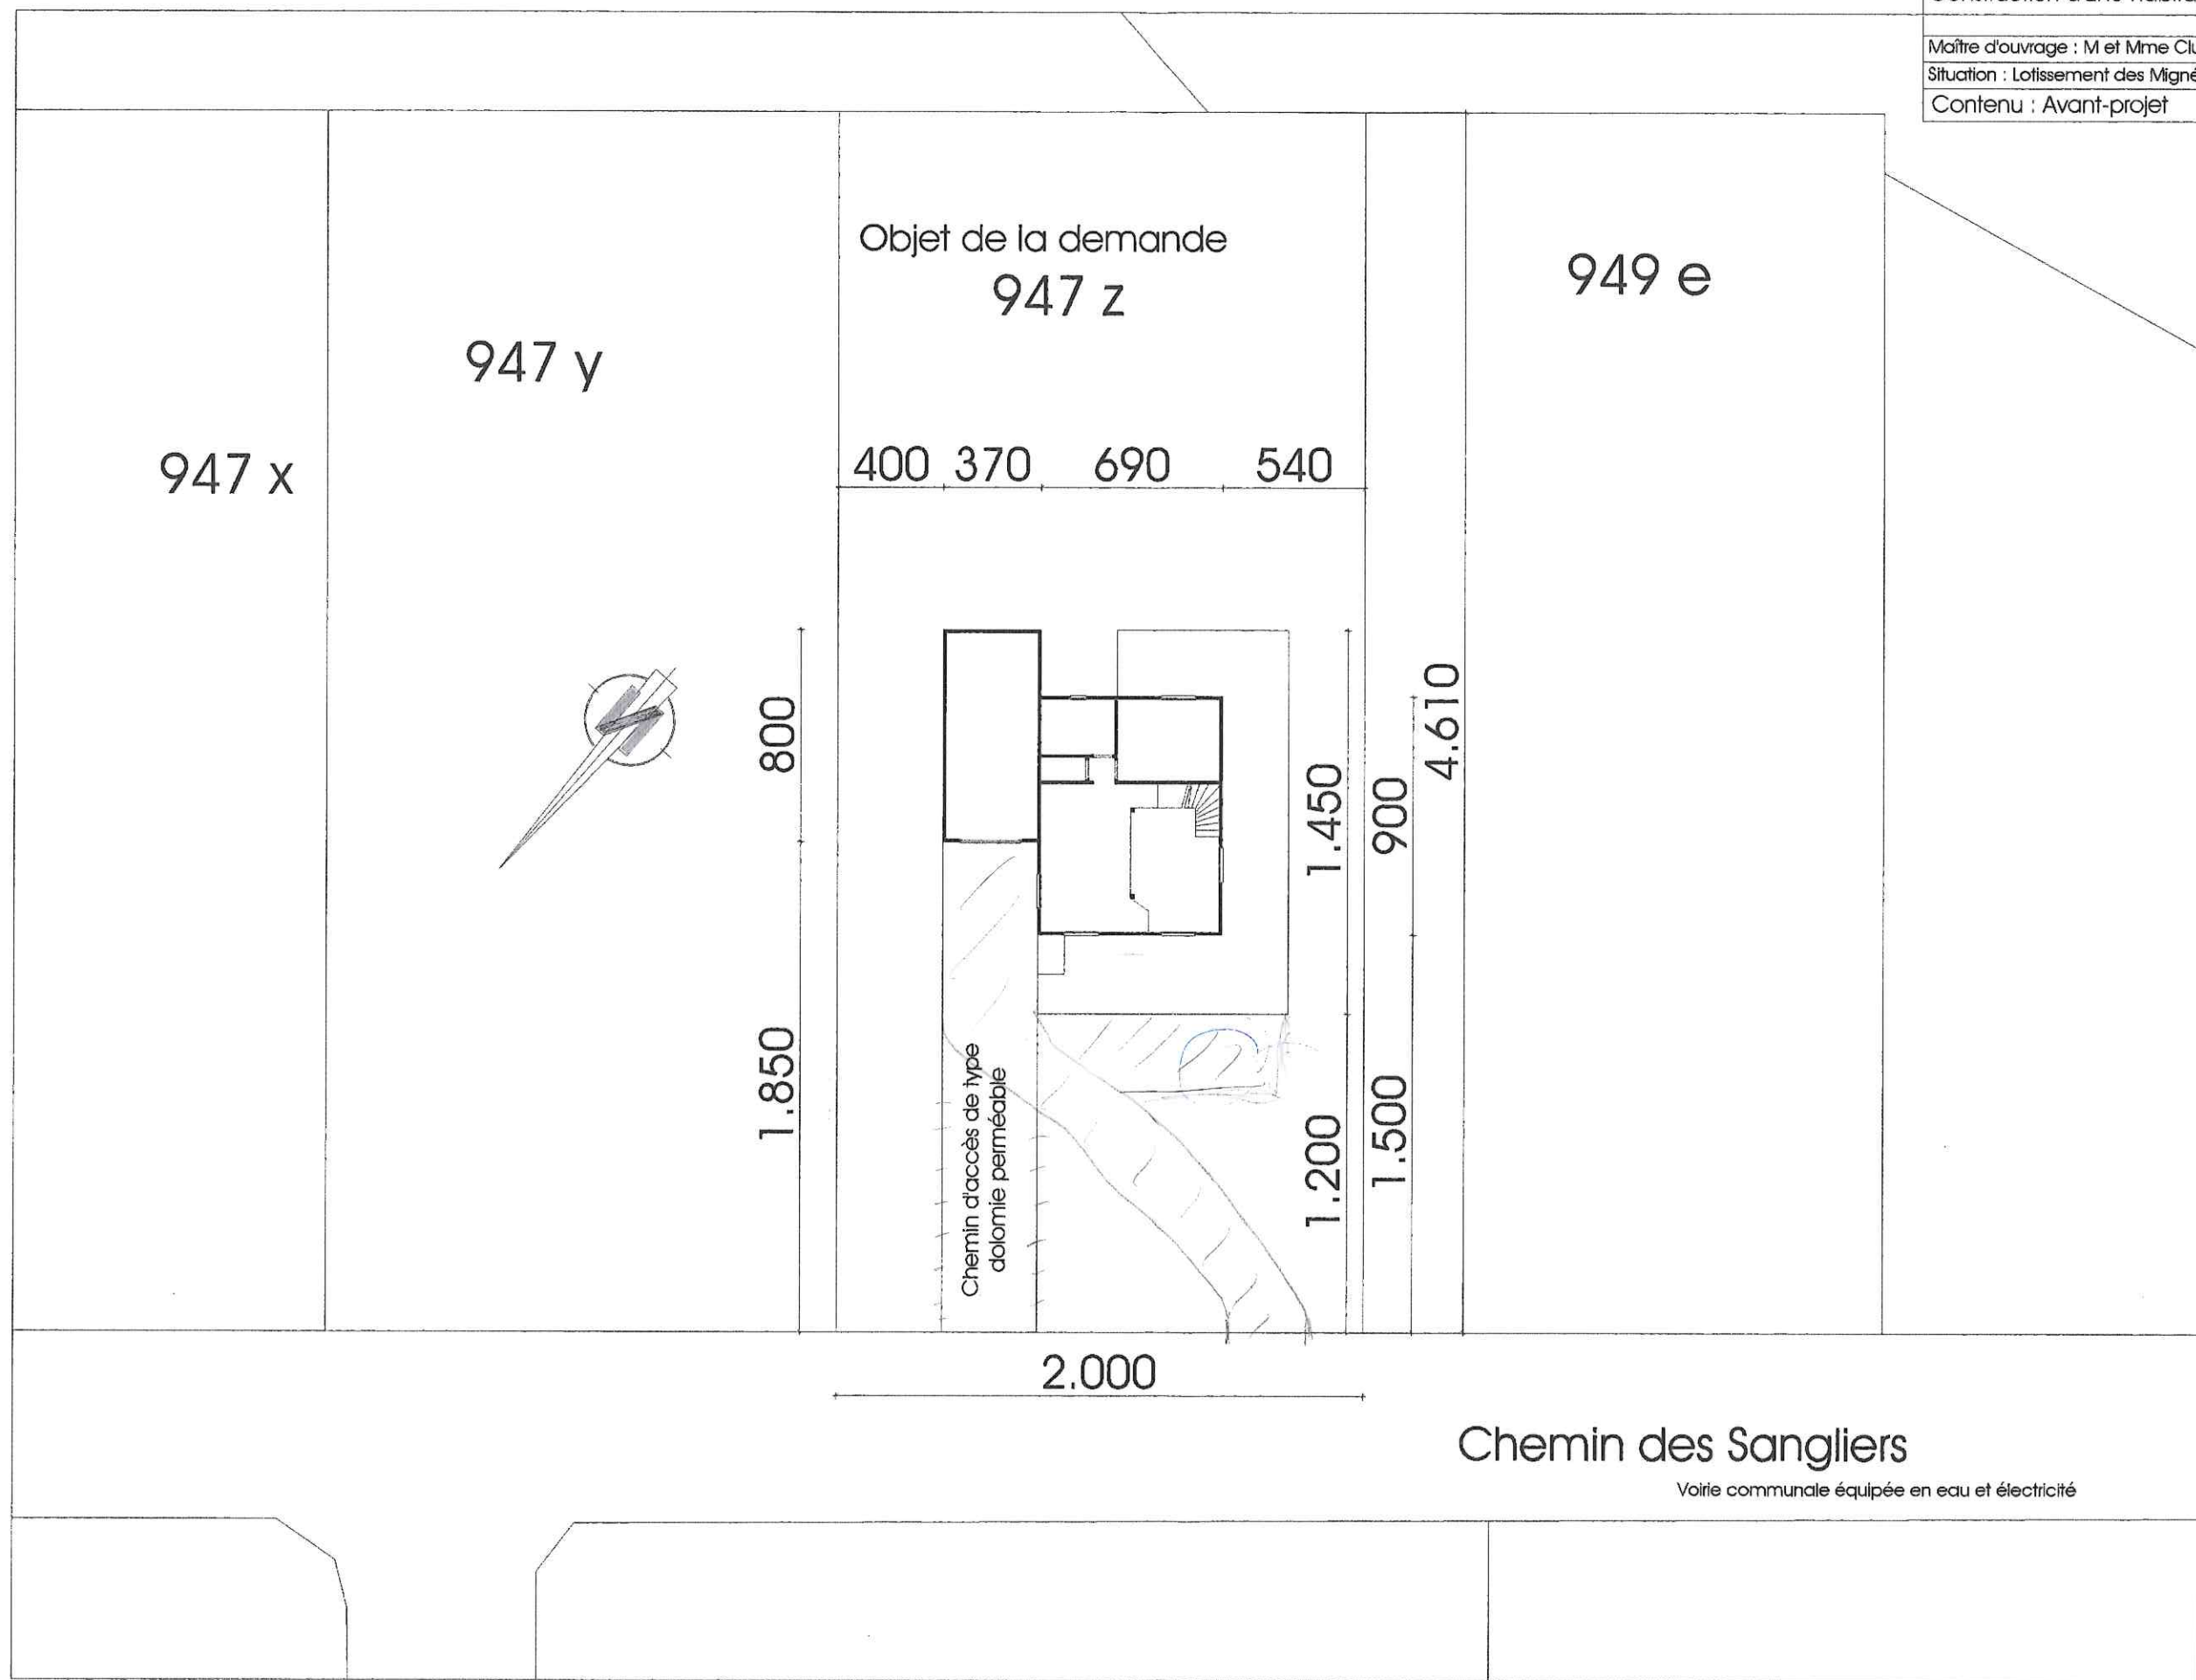 Maître d'ouvrage : M et Mme
Situation : Lotissement des
Contenu : Avant-projet
Objet de la demande
947 z
949 e
947 y
947 x
400 370 690 540
800
1.850
1.450
1.200
900
1.500
4.610
Chemin d'accès de type
dolomie perméable
2.000
Chemin des Sangliers
Voirie communale équipée en eau et électricité
N